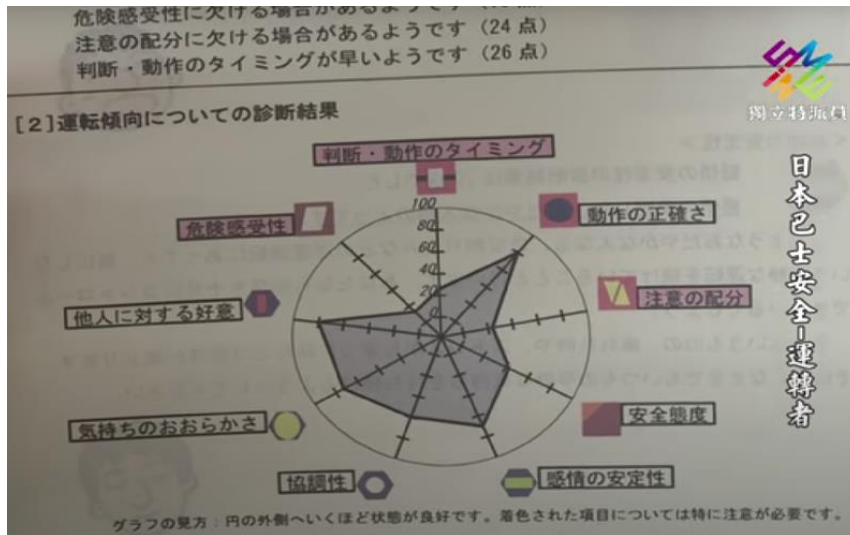 危険感受性に欠ける場合があるようです
注意の配分に欠ける場合があるようです（24 点）
判断・動作のタイミングが早いようです（26 点）
[２]運転傾向についての診断結果
獨立特派員
日本巴士安全-運轉者
判断・動作のタイミング
危険感受性
動作の正確さ
100
80
60
40
20
0
他人に対する好意
注意の配分
気持ちのおおらかさ
安全態度
協調性
感情の安定性
グラフの見方：円の外側へいくほど状態が良好です。着色された項目については特に注意が必要です。